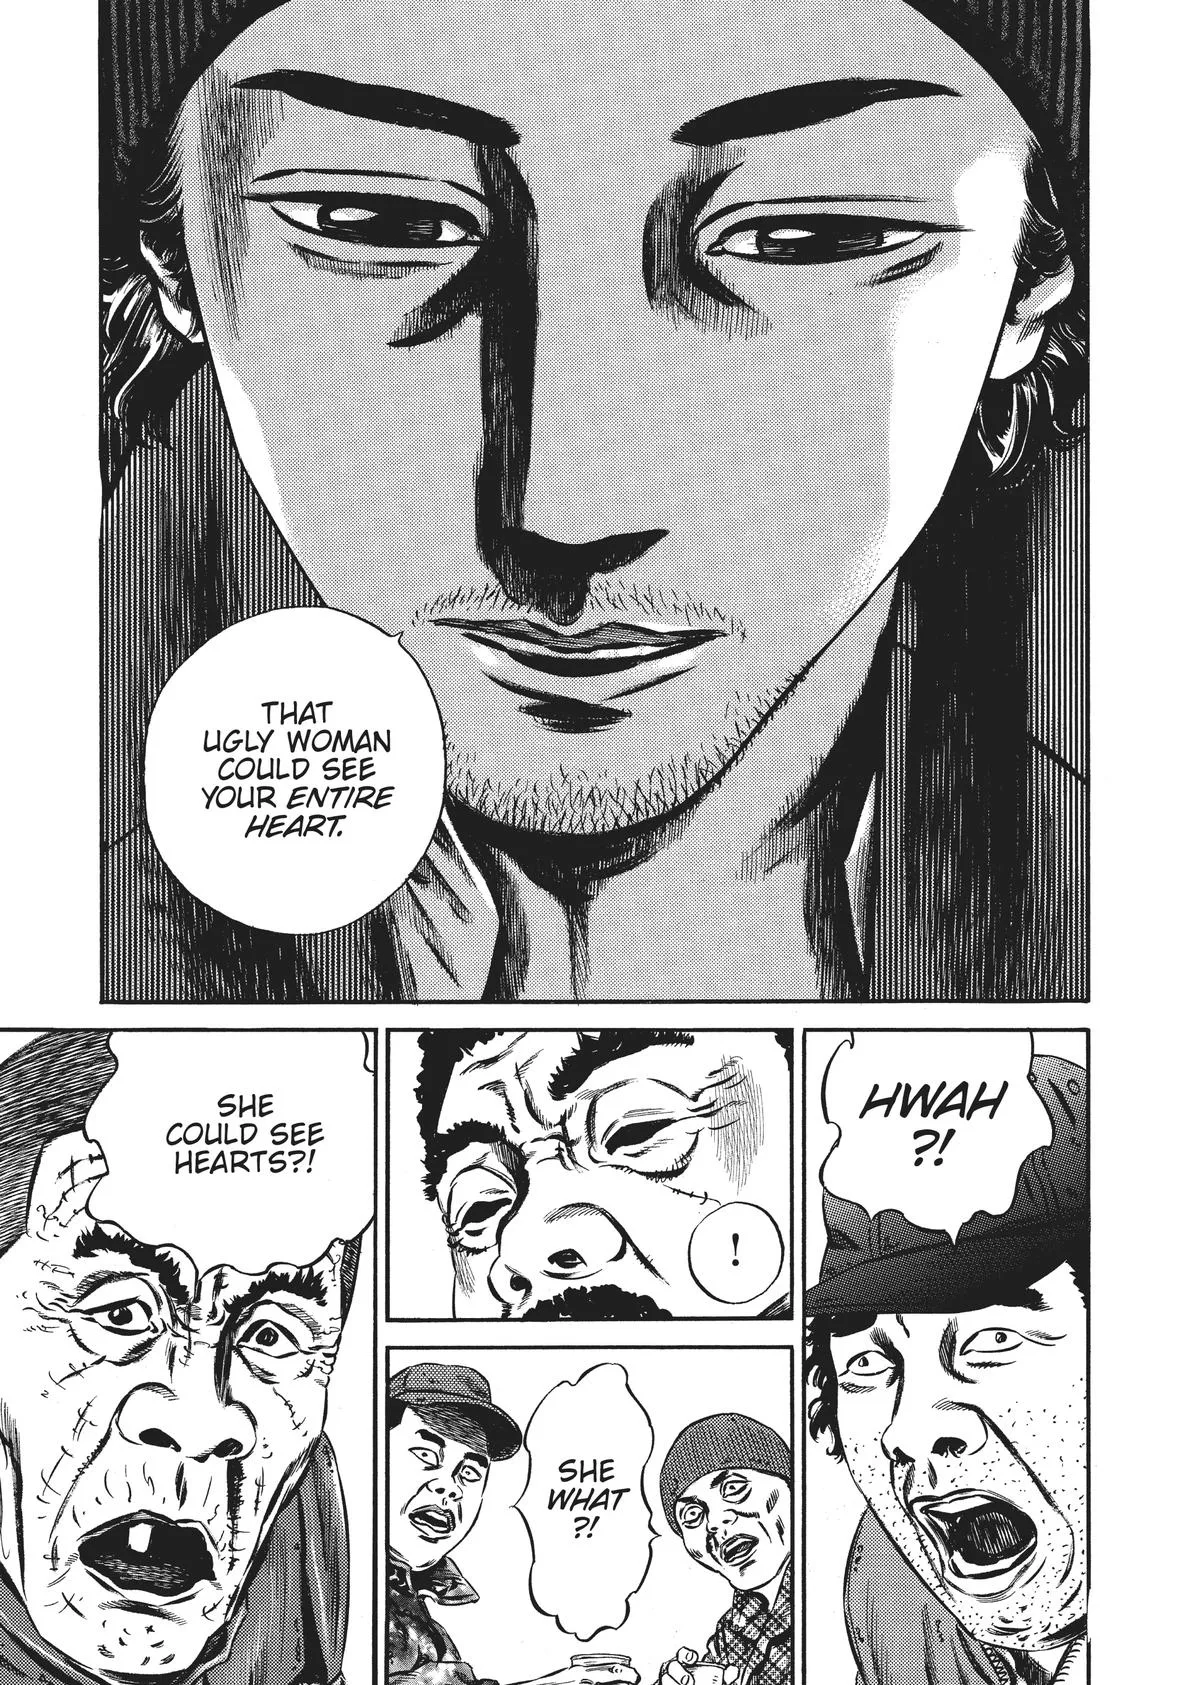 THAT
UGLY WOMAN
COULD SEE
YOUR ENTIRE
HEART.
HWAH
?!
!
SHE
WHAT
?!
SHE
COULD SEE
HEARTS?!